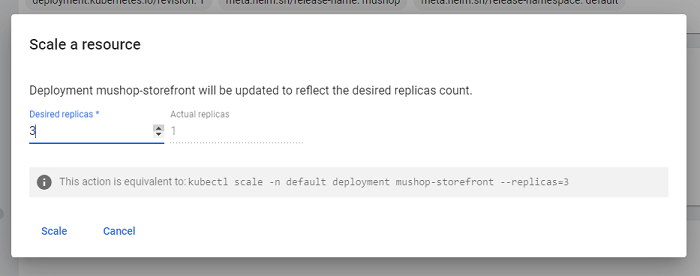 deployment.kubernetes.io/revision: 1 meta.helm.sh/release-name: mushop meta.helm.sh/release-namespace: default
Scale a resource
Deployment mushop-storefront will be updated to reflect the desired replicas count.
Desired replicas * Actual replicas
3 1
This action is equivalent to: kubectl scale -n default deployment mushop-storefront --replicas=3
Scale Cancel